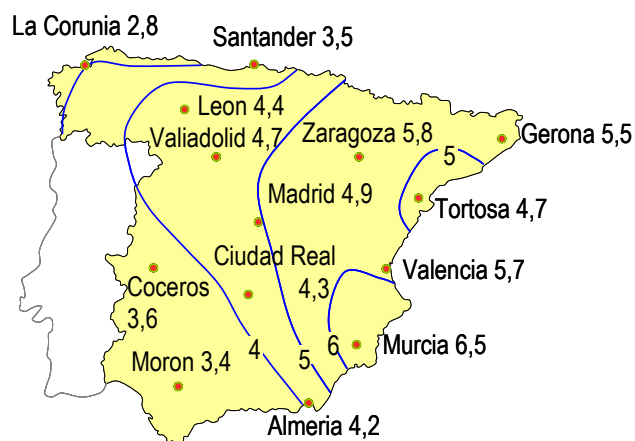 La Corunia 2,8
Santander 3,5
Leon 4,4
Valiadolid 4,7
Zaragoza 5,8
5
Gerona 5,5
Madrid 4,9
Tortosa 4,7
Ciudad Real
4,3
Valencia 5,7
Coceros
3,6
Moron 3,4
4
5
6
Murcia 6,5
Almeria 4,2